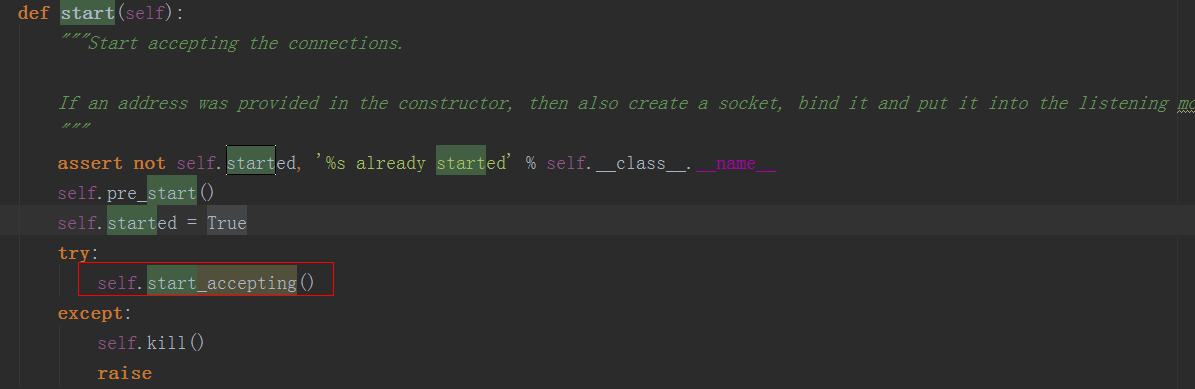 def start(self):
"""Start accepting the connections.
If an address was provided in the constructor, then also create a socket, bind it and put it into the listening
"""
assert not self.started, '%s already started' % self.__class__.__name__
self.pre_start()
self.started = True
try:
self.start_accepting()
except:
self.kill()
raise